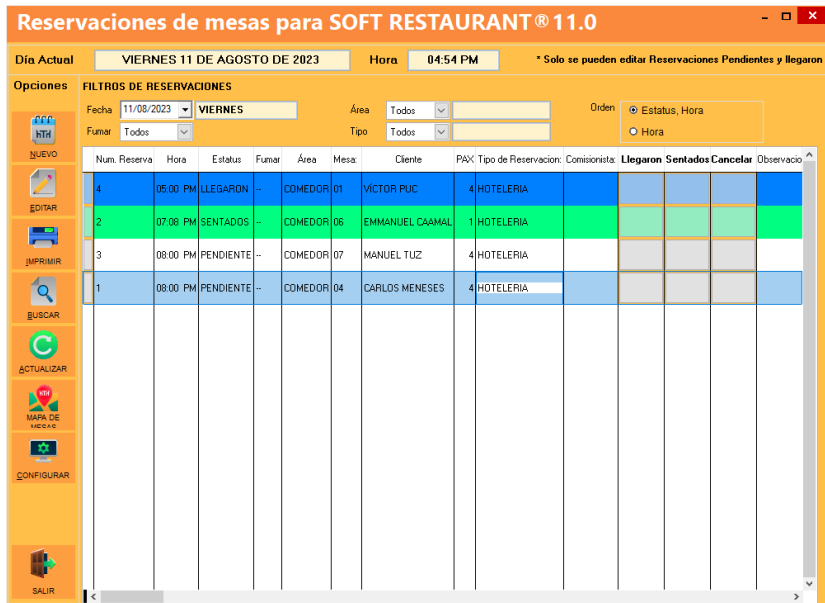 Reservaciones de mesas para SOFT RESTAURANT® 11.0
Día Actual VIERNES 11 DE AGOSTO DE 2023 Hora 04:54 PM * Solo se pueden editar Reservaciones Pendientes y llegaron
Opciones FILTROS DE RESERVACIONES
Fecha 11/08/2023 VIERNES Área Todos Orden Estatus, Hora
Fumar Todos Tipo Todos Hora
Num. Reserva Hora Estatus Fumar Área Mesa: Cliente PAX Tipo de Reservacion: Comisionista: Llegaron Sentados Cancelar Observacio
4 05:00 PM LLEGARON -- COMEDOR 01 VÍCTOR PUC 4 HOTELERIA
2 07:08 PM SENTADOS -- COMEDOR 06 EMMANUEL CAAMAL 1 HOTELERIA
3 08:00 PM PENDIENTE -- COMEDOR 07 MANUEL TUZ 4 HOTELERIA
1 08:00 PM PENDIENTE -- COMEDOR 04 CARLOS MENESES 4 HOTELERIA
HTH
NUEVO
EDITAR
IMPRIMIR
BUSCAR
ACTUALIZAR
HTH
MAPA DE
MESAS
CONFIGURAR
SALIR